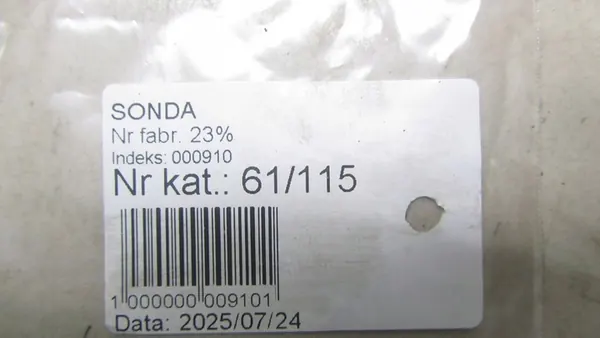 SONDA
Nr fabr. 23%
Indeks: 000910
Nr kat.: 61/115
1 000000 009101
Data: 2025/07/24